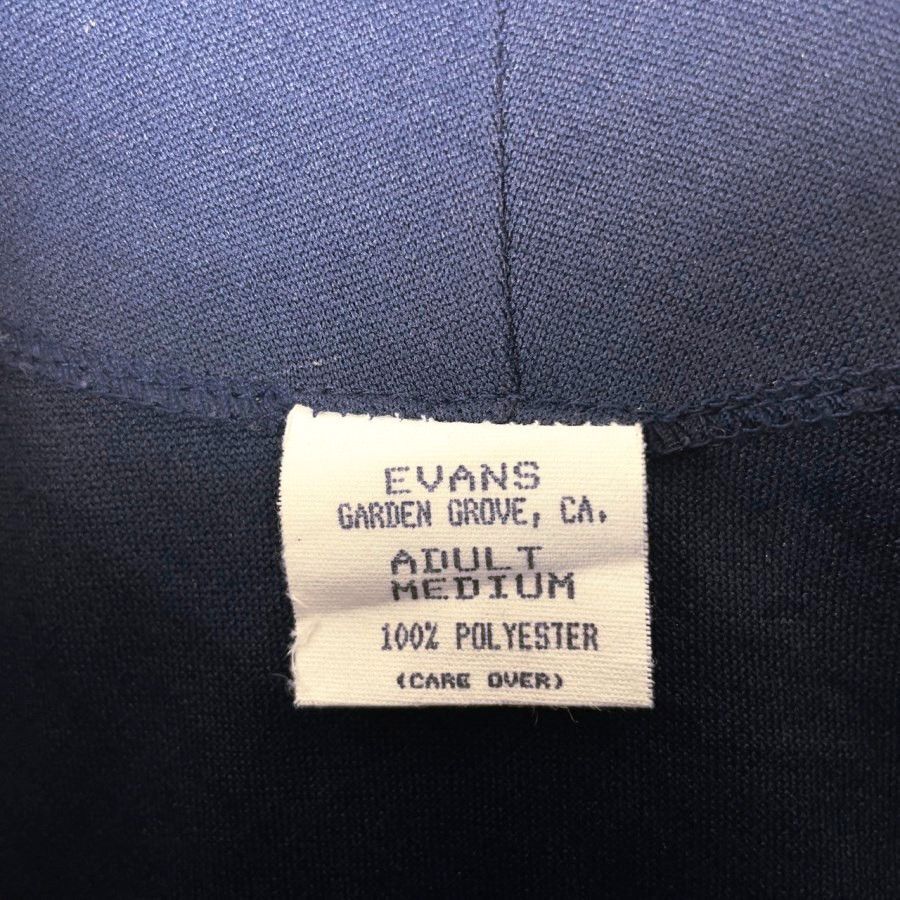 EVANS
GARDEN GROVE, CA.
ADULT
MEDIUM
100% POLYESTER
(CARE OVER)